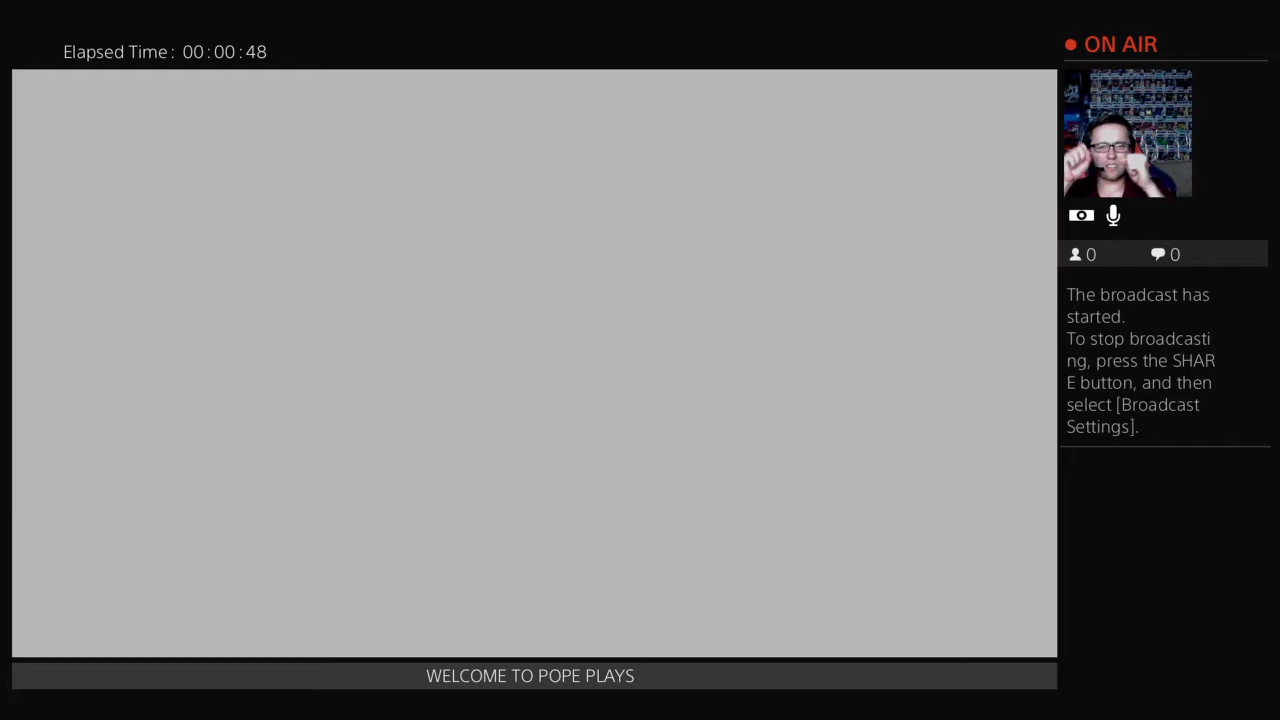 Elapsed Time: 00:00:48
ON AIR
0 0
The broadcast has
started.
To stop broadcasti
ng, press the SHAR
E button, and then
select [Broadcast
Settings].
WELCOME TO POPE PLAYS